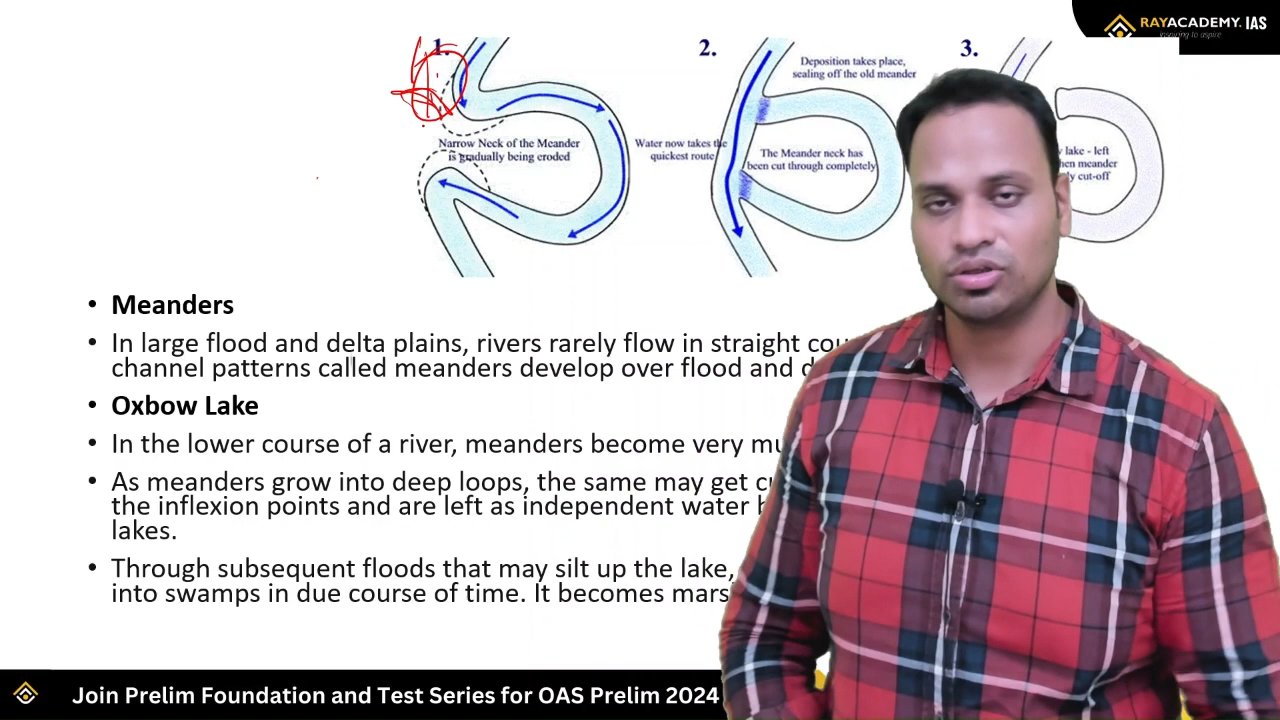 RAYACADEMY. IAS
Inspiring to aspire
1.
2.
3.
Deposition takes place,
sealing off the old meander
Narrow Neck of the Meander
is gradually being eroded
Water now takes the
quickest route
The Meander neck has
been cut through completely
lake - left
meander
cut-off
• Meanders
• In large flood and delta plains, rivers rarely flow in straight
channel patterns called meanders develop over flood and
• Oxbow Lake
• In the lower course of a river, meanders become very
• As meanders grow into deep loops, the same may get
the inflexion points and are left as independent water
lakes.
• Through subsequent floods that may silt up the lake,
into swamps in due course of time. It becomes
Join Prelim Foundation and Test Series for OAS Prelim 2024